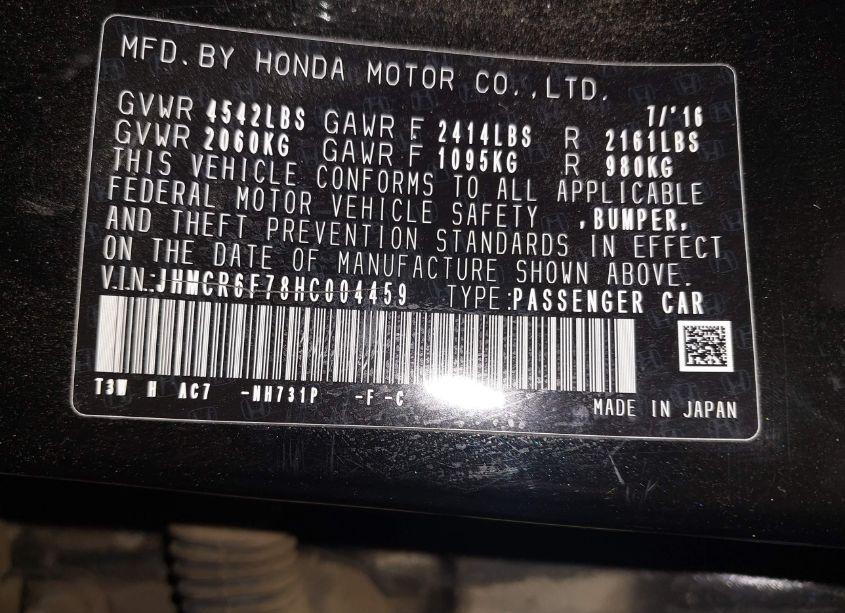 MFD. BY HONDA MOTOR CO.,LTD.
7/'16
GVWR 4542LBS GAWR F 2414LBS R 2161LBS
GVWR 2060KG GAWR F 1095KG R 980KG
THIS VEHICLE CONFORMS TO ALL APPLICABLE
FEDERAL MOTOR VEHICLE SAFETY ,BUMPER,
AND THEFT PREVENTION STANDARDS IN EFFECT
ON THE DATE OF MANUFACTURE SHOWN ABOVE.
V.I.N.:JHMCR6F78HC004459 TYPE:PASSENGER CAR
T3W H AC7 -NH731P -F -C
MADE IN JAPAN